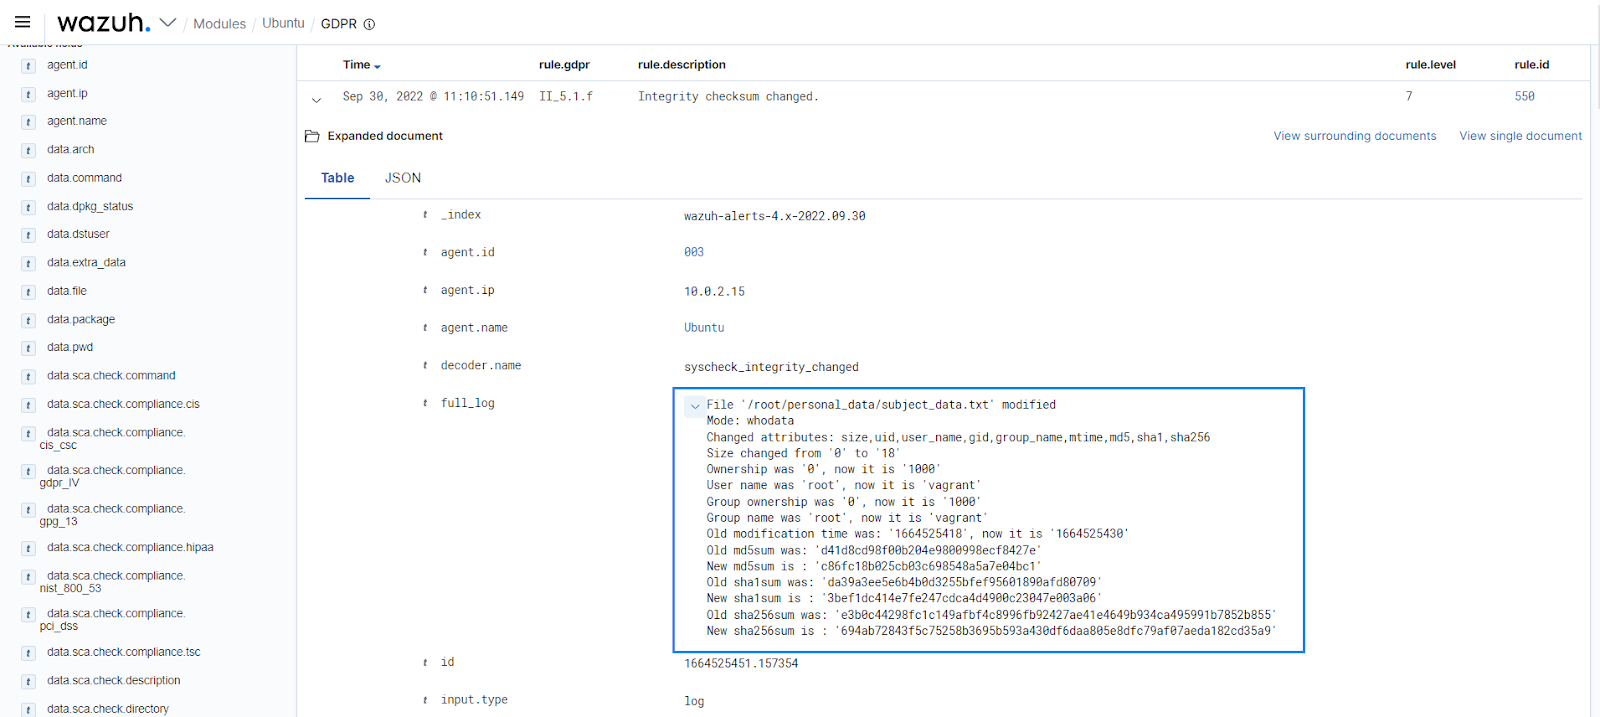 wazuh. / Modules / Ubuntu / GDPR
Available fields
t agent.id
t agent.ip
t agent.name
t data.arch
t data.command
t data.dpkg_status
t data.dstuser
t data.extra_data
t data.file
t data.package
t data.pwd
t data.sca.check.command
t data.sca.check.compliance.cis
t data.sca.check.compliance.
cis_csc
t data.sca.check.compliance.
gdpr_IV
t data.sca.check.compliance.
gpg_13
t data.sca.check.compliance.hipaa
t data.sca.check.compliance.
nist_800_53
t data.sca.check.compliance.
pci_dss
t data.sca.check.compliance.tsc
t data.sca.check.description
t data.sca.check.directory
Time rule.gdpr rule.description rule.level rule.id
Sep 30, 2022 @ 11:10:51.149 II_5.1.f Integrity checksum changed. 7 550
Expanded document View surrounding documents View single document
Table JSON
t _index wazuh-alerts-4.x-2022.09.30
t agent.id 003
t agent.ip 10.0.2.15
t agent.name Ubuntu
t decoder.name syscheck_integrity_changed
t full_log File '/root/personal_data/subject_data.txt' modified
Mode: whodata
Changed attributes: size,uid,user_name,gid,group_name,mtime,md5,sha1,sha256
Size changed from '0' to '18'
Ownership was '0', now it is '1000'
User name was 'root', now it is 'vagrant'
Group ownership was '0', now it is '1000'
Group name was 'root', now it is 'vagrant'
Old modification time was: '1664525418', now it is '1664525430'
Old md5sum was: 'd41d8cd98f00b204e9800998ecf8427e'
New md5sum is : 'c86fc18b025cb03c698548a5a7e04bc1'
Old sha1sum was: 'da39a3ee5e6b4b0d3255bfef95601890afd80709'
New sha1sum is : '3bef1dc414e7fe247cdca4d4900c23047e003a06'
Old sha256sum was: 'e3b0c44298fc1c149afbf4c8996fb92427ae41e4649b934ca495991b7852b855'
New sha256sum is : '694ab72843f5c75258b3695b593a430df6daa805e8dfc79af07aeda182cd35a9'
t id 1664525451.157354
t input.type log